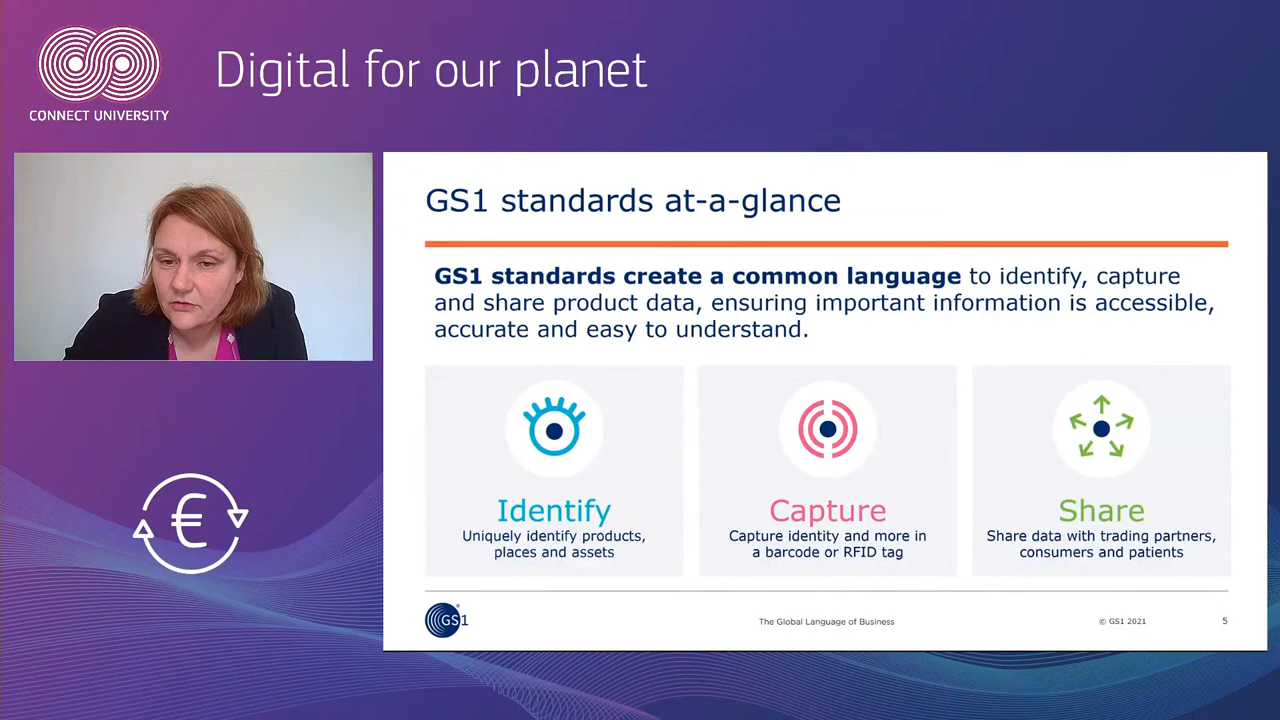 CONNECT UNIVERSITY
Digital for our planet
GS1 standards at-a-glance
GS1 standards create a common language to identify, capture
and share product data, ensuring important information is accessible,
accurate and easy to understand.
Identify
Uniquely identify products,
places and assets
Capture
Capture identity and more in
a barcode or RFID tag
Share
Share data with trading partners,
consumers and patients
€
GS1
The Global Language of Business
© GS1 2021
5